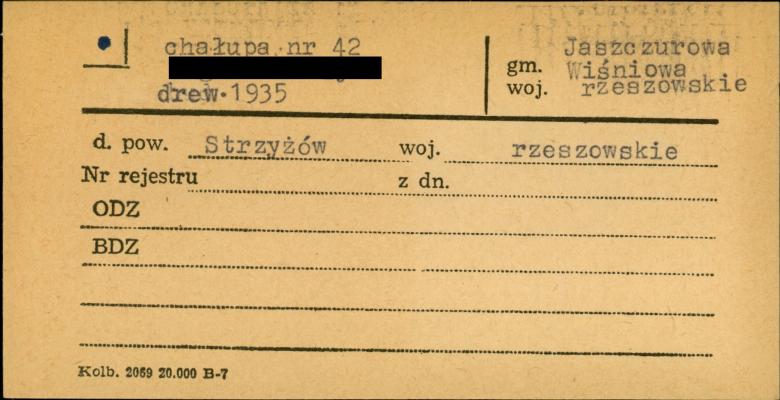 chałupa nr 42
drew.1935
Jaszczurowa
gm. Wiśniowa
woj. rzeszowskie
d. pow. Strzyżów woj. rzeszowskie
Nr rejestru z dn.
ODZ
BDZ
Kolb. 2069 20.000 B-7